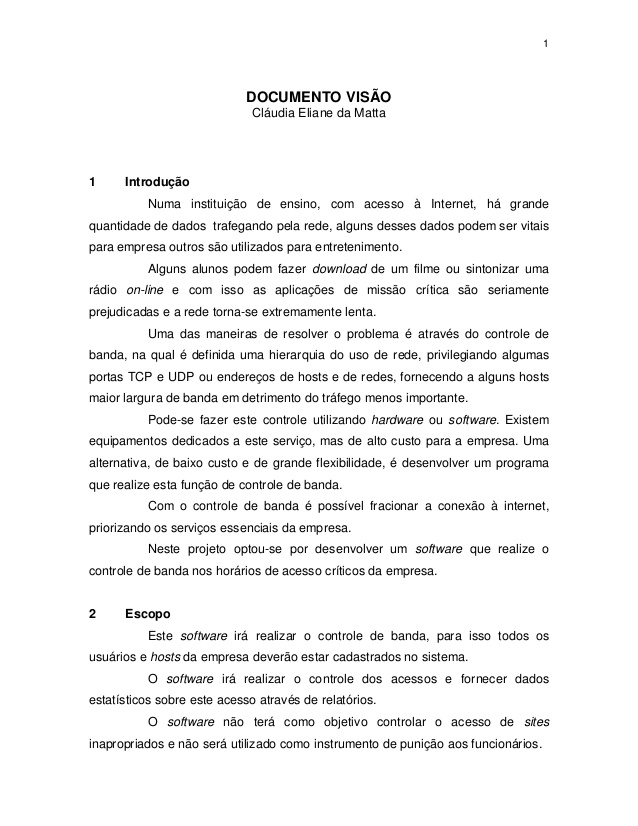 1
DOCUMENTO VISÃO
Cláudia Eliane da Matta
1 Introdução
Numa instituição de ensino, com acesso à Internet, há grande
quantidade de dados trafegando pela rede, alguns desses dados podem ser vitais
para empresa outros são utilizados para entretenimento.
Alguns alunos podem fazer download de um filme ou sintonizar uma
rádio on-line e com isso as aplicações de missão crítica são seriamente
prejudicadas e a rede torna-se extremamente lenta.
Uma das maneiras de resolver o problema é através do controle de
banda, na qual é definida uma hierarquia do uso de rede, privilegiando algumas
portas TCP e UDP ou endereços de hosts e de redes, fornecendo a alguns hosts
maior largura de banda em detrimento do tráfego menos importante.
Pode-se fazer este controle utilizando hardware ou software. Existem
equipamentos dedicados a este serviço, mas de alto custo para a empresa. Uma
alternativa, de baixo custo e de grande flexibilidade, é desenvolver um programa
que realize esta função de controle de banda.
Com o controle de banda é possível fracionar a conexão à internet,
priorizando os serviços essenciais da empresa.
Neste projeto optou-se por desenvolver um software que realize o
controle de banda nos horários de acesso críticos da empresa.
2 Escopo
Este software irá realizar o controle de banda, para isso todos os
usuários e hosts da empresa deverão estar cadastrados no sistema.
O software irá realizar o controle dos acessos e fornecer dados
estatísticos sobre este acesso através de relatórios.
O software não terá como objetivo controlar o acesso de sites
inapropriados e não será utilizado como instrumento de punição aos funcionários.